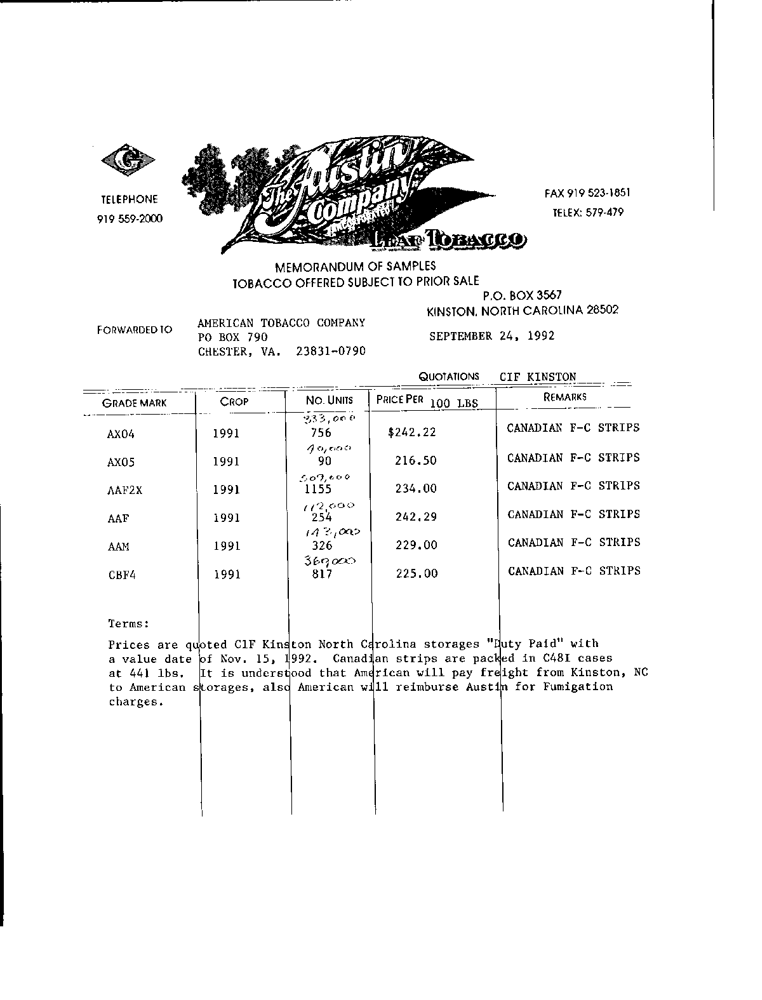 G
The Austin
Company
INCORPORATED
LEAF TOBACCO
TELEPHONE
919 559-2000
FAX 919 523-1851
TELEX: 579-479
MEMORANDUM OF SAMPLES
TOBACCO OFFERED SUBJECT TO PRIOR SALE
P.O. BOX 3567
KINSTON, NORTH CAROLINA 28502
FORWARDED TO
AMERICAN TOBACCO COMPANY
PO BOX 790
CHESTER, VA. 23831-0790
SEPTEMBER 24, 1992
QUOTATIONS CIF KINSTON
GRADE MARK CROP NO. UNITS PRICE PER 100 LBS REMARKS
333,000
AX04 1991 756 $242.22 CANADIAN F-C STRIPS
40,000
AX05 1991 90 216.50 CANADIAN F-C STRIPS
509,000
AAF2X 1991 1155 234.00 CANADIAN F-C STRIPS
112,000
AAF 1991 254 242.29 CANADIAN F-C STRIPS
143,000
AAM 1991 326 229.00 CANADIAN F-C STRIPS
360,000
CBF4 1991 817 225.00 CANADIAN F-C STRIPS
Terms:
Prices are quoted CIF Kinston North Carolina storages "Duty Paid" with
a value date of Nov. 15, 1992. Canadian strips are packed in C48I cases
at 441 lbs. It is understood that American will pay freight from Kinston, NC
to American storages, also American will reimburse Austin for Fumigation
charges.